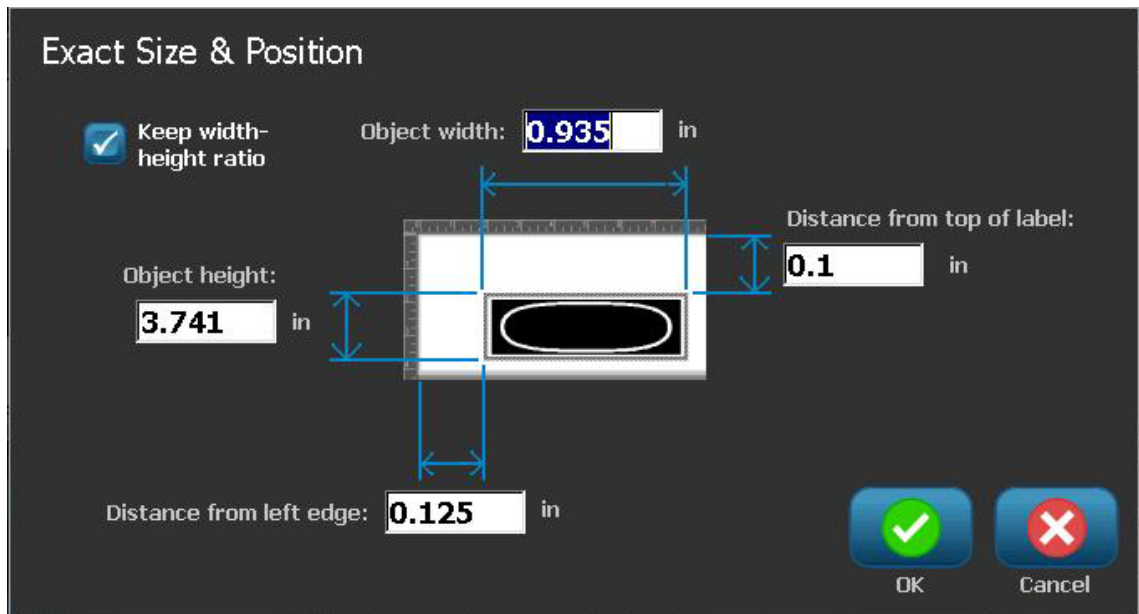 Exact Size & Position
Keep width-
height ratio
Object width: 0.935 in
Distance from top of label:
0.1 in
Object height:
3.741 in
Distance from left edge: 0.125 in
OK Cancel